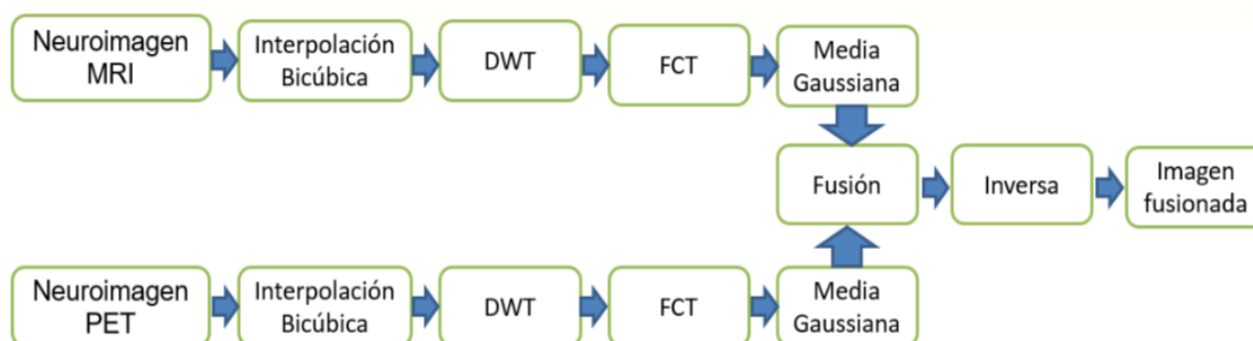 Neuroimagen
MRI
Interpolación
Bicúbica
DWT
FCT
Media
Gaussiana
Fusión
Inversa
Imagen
fusionada
Neuroimagen
PET
Interpolación
Bicúbica
DWT
FCT
Media
Gaussiana